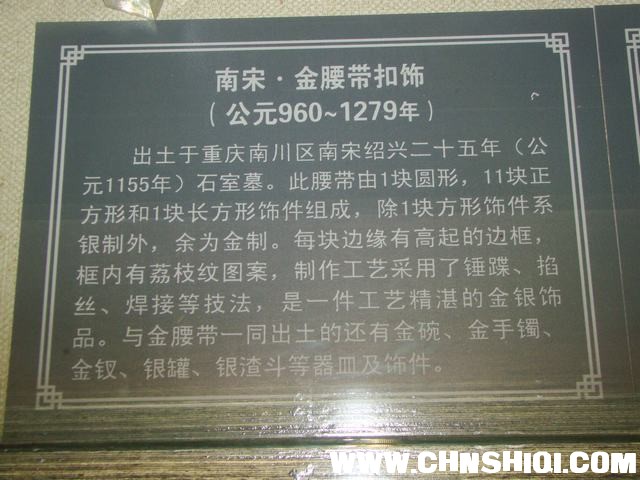 南宋·金腰带扣饰
（公元960~1279年）
出土于重庆南川区南宋绍兴二十五年（公
元1155年）石室墓。此腰带由1块圆形，11块正
方形和1块长方形饰件组成，除1块方形饰件系
银制外，余为金制。每块边缘有高起的边框，
框内有荔枝纹图案，制作工艺采用了锤蹀、掐
丝、焊接等技法，是一件工艺精湛的金银饰
品。与金腰带一同出土的还有金碗、金手镯、
金钗、银罐、银渣斗等器皿及饰件。
WWW.CHNSHIQI.COM